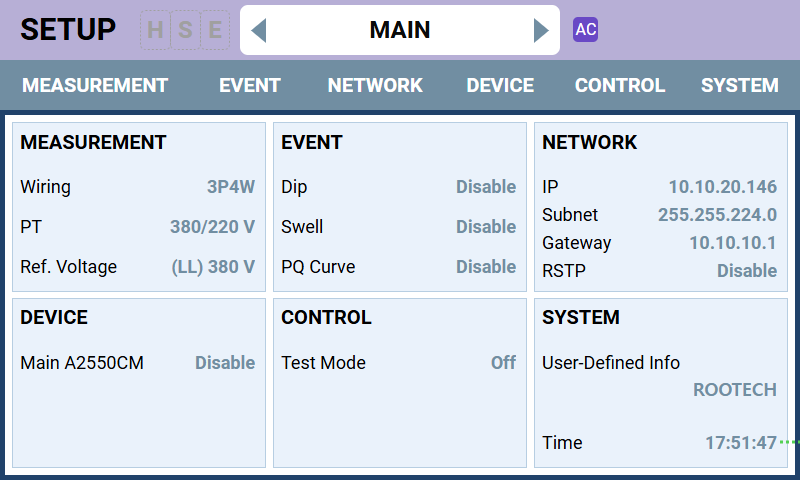 SETUP H S E MAIN AC
MEASUREMENT EVENT NETWORK DEVICE CONTROL SYSTEM
MEASUREMENT
Wiring 3P4W
PT 380/220 V
Ref. Voltage (LL) 380 V
EVENT
Dip Disable
Swell Disable
PQ Curve Disable
NETWORK
IP 10.10.20.146
Subnet 255.255.224.0
Gateway 10.10.10.1
RSTP Disable
DEVICE
Main A2550CM Disable
CONTROL
Test Mode Off
SYSTEM
User-Defined Info
ROOTECH
Time 17:51:47